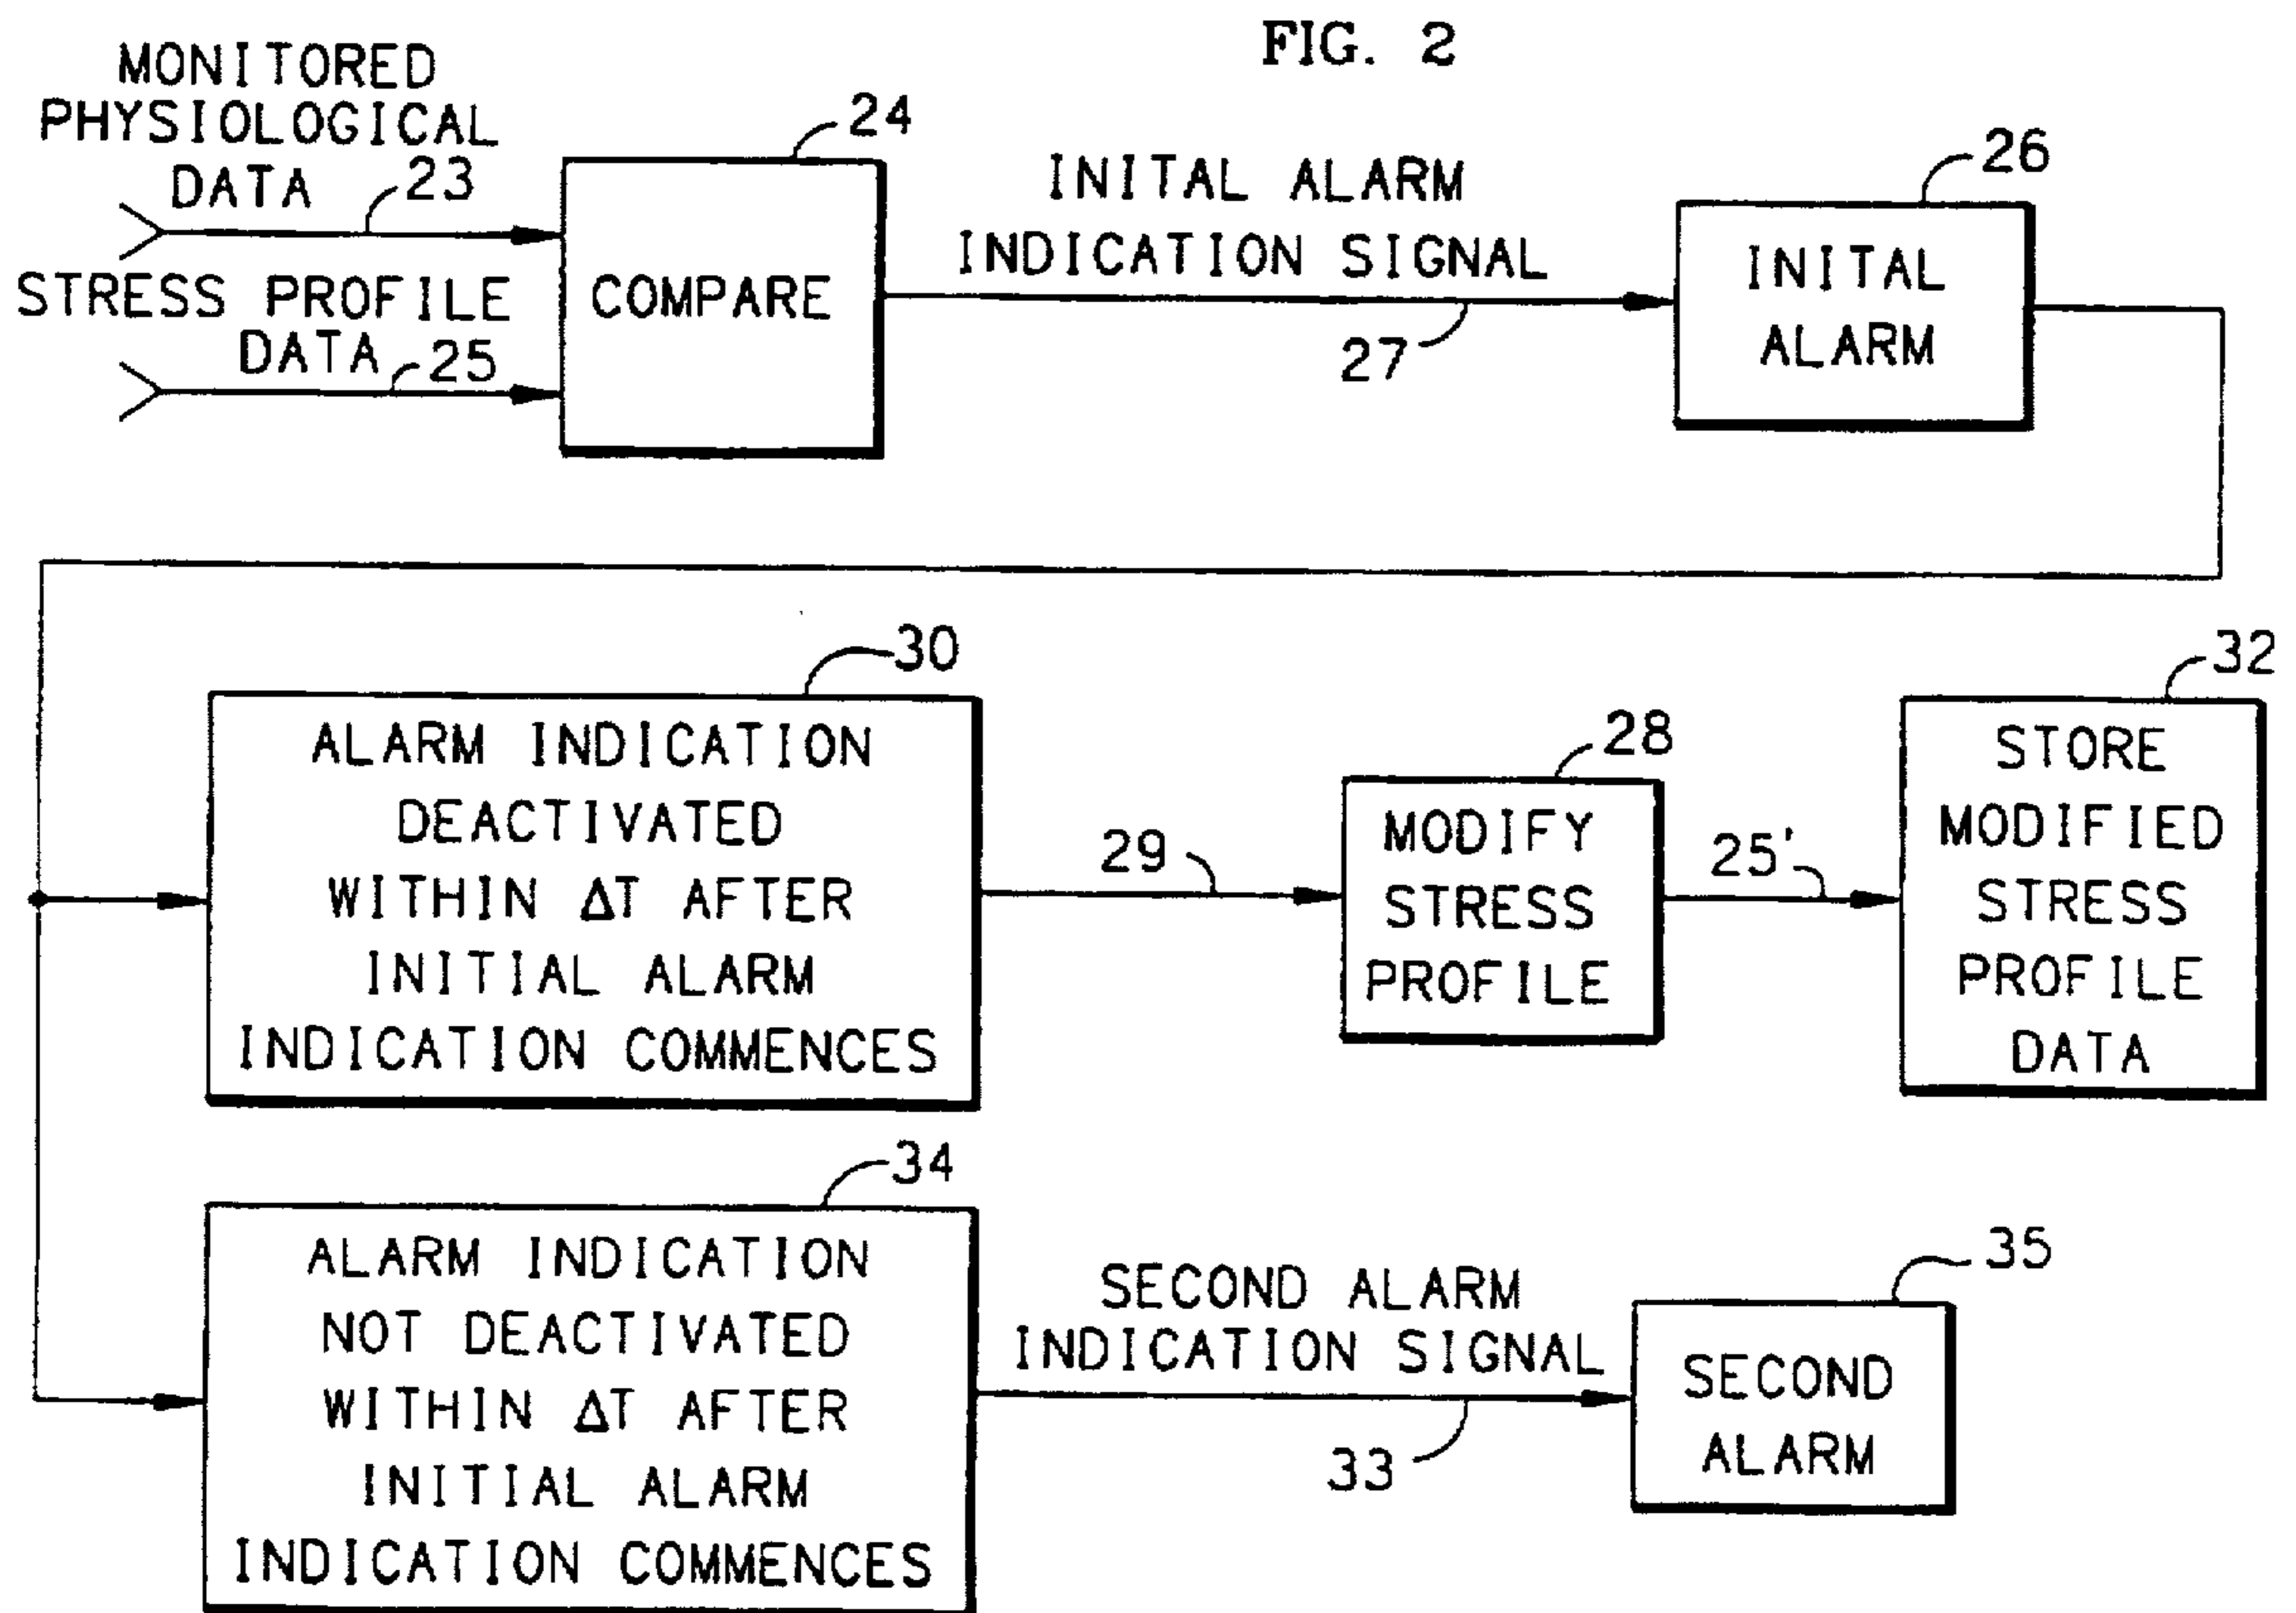 FIG. 2
MONITORED
PHYSIOLOGICAL
DATA
23
STRESS PROFILE
DATA
25
24
COMPARE
INITAL ALARM
INDICATION SIGNAL
27
26
INITAL
ALARM
30
ALARM INDICATION
DEACTIVATED
WITHIN ΔT AFTER
INITIAL ALARM
INDICATION COMMENCES
29
28
MODIFY
STRESS
PROFILE
25'
32
STORE
MODIFIED
STRESS
PROFILE
DATA
34
ALARM INDICATION
NOT DEACTIVATED
WITHIN ΔT AFTER
INITIAL ALARM
INDICATION COMMENCES
SECOND ALARM
INDICATION SIGNAL
33
35
SECOND
ALARM